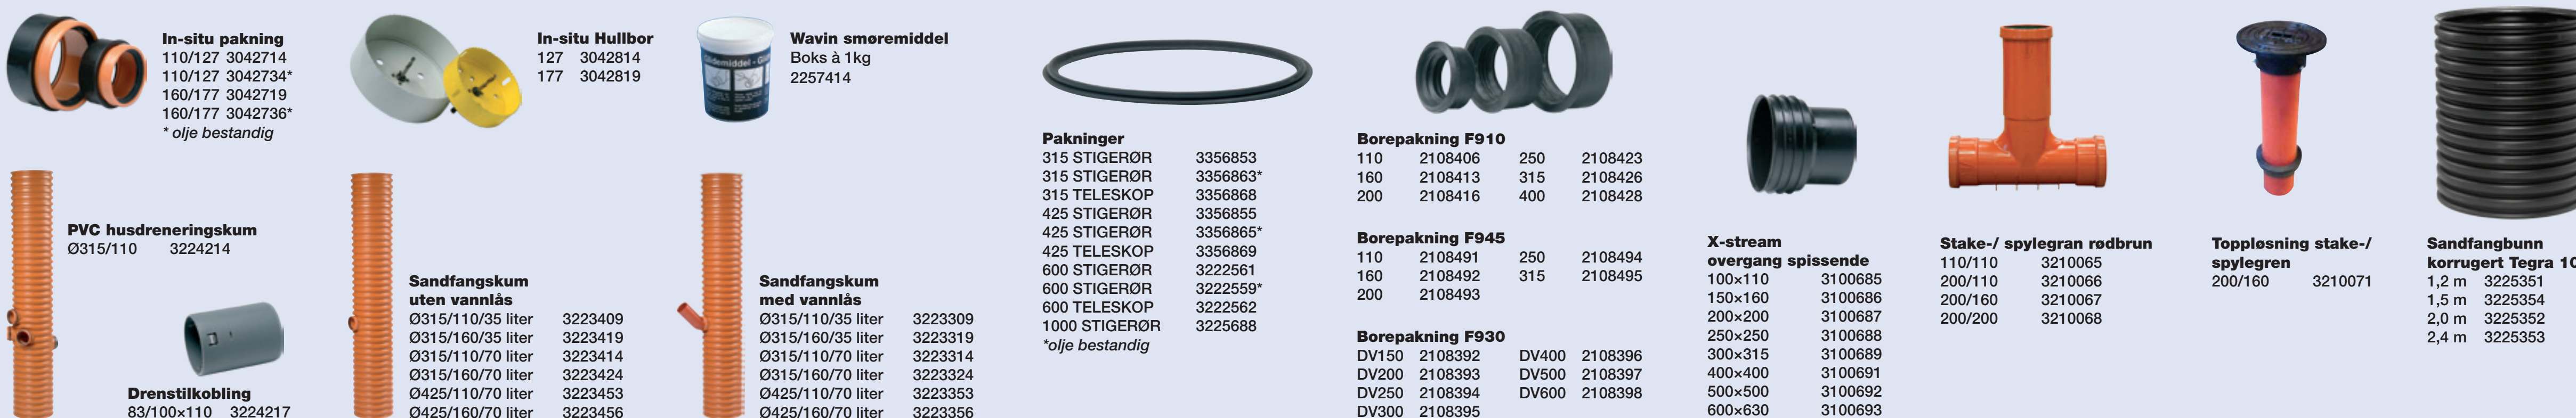 In-situ pakning
110/127 3042714
110/127 3042734*
160/177 3042719
160/177 3042736*
* olje bestandig
In-situ Hullbor
127 3042814
177 3042819
Wavin smøremiddel
Boks à 1kg
2257414
PVC husdreneringskum
Ø315/110 3224214
Drenstilkobling
83/100×110 3224217
Sandfangskum
uten vannlås
Ø315/110/35 liter 3223409
Ø315/160/35 liter 3223419
Ø315/110/70 liter 3223414
Ø315/160/70 liter 3223424
Ø425/110/70 liter 3223453
Ø425/160/70 liter 3223456
Sandfangskum
med vannlås
Ø315/110/35 liter 3223309
Ø315/160/35 liter 3223319
Ø315/110/70 liter 3223314
Ø315/160/70 liter 3223324
Ø425/110/70 liter 3223353
Ø425/160/70 liter 3223356
Pakninger
315 STIGERØR 3356853
315 STIGERØR 3356863*
315 TELESKOP 3356868
425 STIGERØR 3356855
425 STIGERØR 3356865*
425 TELESKOP 3356869
600 STIGERØR 3222561
600 STIGERØR 3222559*
600 TELESKOP 3222562
1000 STIGERØR 3225688
*olje bestandig
Borepakning F910
110 2108406 250 2108423
160 2108413 315 2108426
200 2108416 400 2108428
Borepakning F945
110 2108491 250 2108494
160 2108492 315 2108495
200 2108493
Borepakning F930
DV150 2108392 DV400 2108396
DV200 2108393 DV500 2108397
DV250 2108394 DV600 2108398
DV300 2108395
X-stream
overgang spissende
100×110 3100685
150×160 3100686
200×200 3100687
250×250 3100688
300×315 3100689
400×400 3100691
500×500 3100692
600×630 3100693
Stake-/ spylegran rødbrun
110/110 3210065
200/110 3210066
200/160 3210067
200/200 3210068
Toppløsning stake-/
spylegren
200/160 3210071
Sandfangbunn
korrugert Tegra 10
1,2 m 3225351
1,5 m 3225354
2,0 m 3225352
2,4 m 3225353